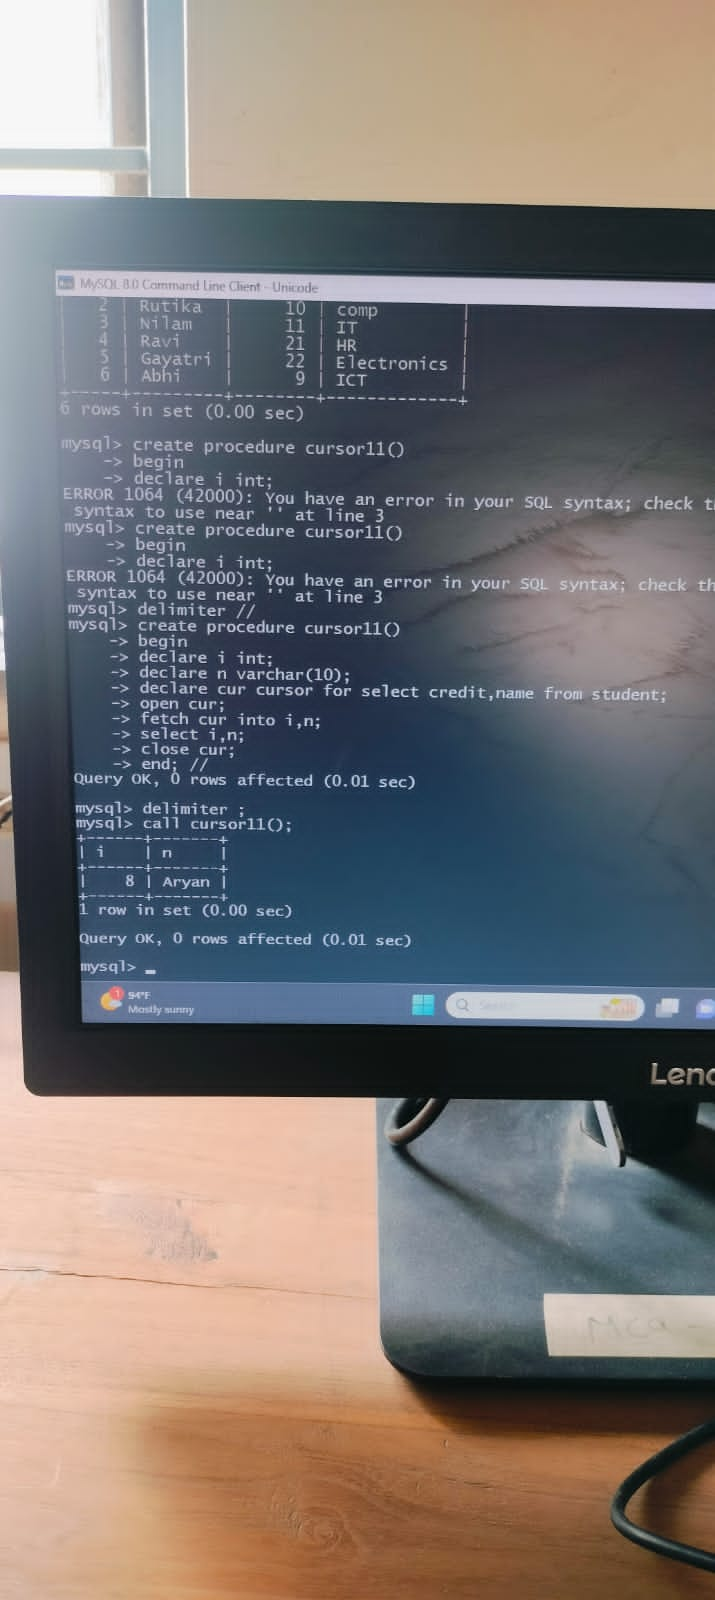 MySQL 8.0 Command Line Client - Unicode
| 2 | Rutika | 10 | comp |
| 3 | Nilam | 11 | IT |
| 4 | Ravi | 21 | HR |
| 5 | Gayatri | 22 | Electronics |
| 6 | Abhi | 9 | ICT |
+------+---------+--------+-------------+
6 rows in set (0.00 sec)
mysql> create procedure cursor11()
-> begin
-> declare i int;
ERROR 1064 (42000): You have an error in your SQL syntax; check
syntax to use near '' at line 3
mysql> create procedure cursor11()
-> begin
-> declare i int;
ERROR 1064 (42000): You have an error in your SQL syntax; check th
syntax to use near '' at line 3
mysql> delimiter //
mysql> create procedure cursor11()
-> begin
-> declare i int;
-> declare n varchar(10);
-> declare cur cursor for select credit,name from student;
-> open cur;
-> fetch cur into i,n;
-> select i,n;
-> close cur;
-> end; //
Query OK, 0 rows affected (0.01 sec)
mysql> delimiter ;
mysql> call cursor11();
+------+-------+
| i | n |
+------+-------+
| 8 | Aryan |
+------+-------+
1 row in set (0.00 sec)
Query OK, 0 rows affected (0.01 sec)
mysql> _
1
94°F
Mostly sunny
Search
Leno
MCA -